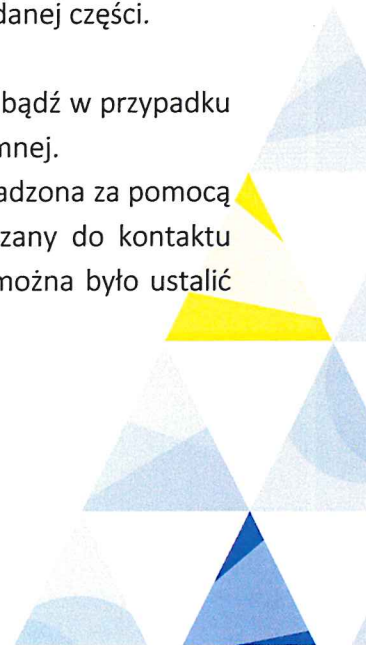 danej części.
bądź w przypadku
mnej.
adzona za pomocą
zany do kontaktu
można było ustalić